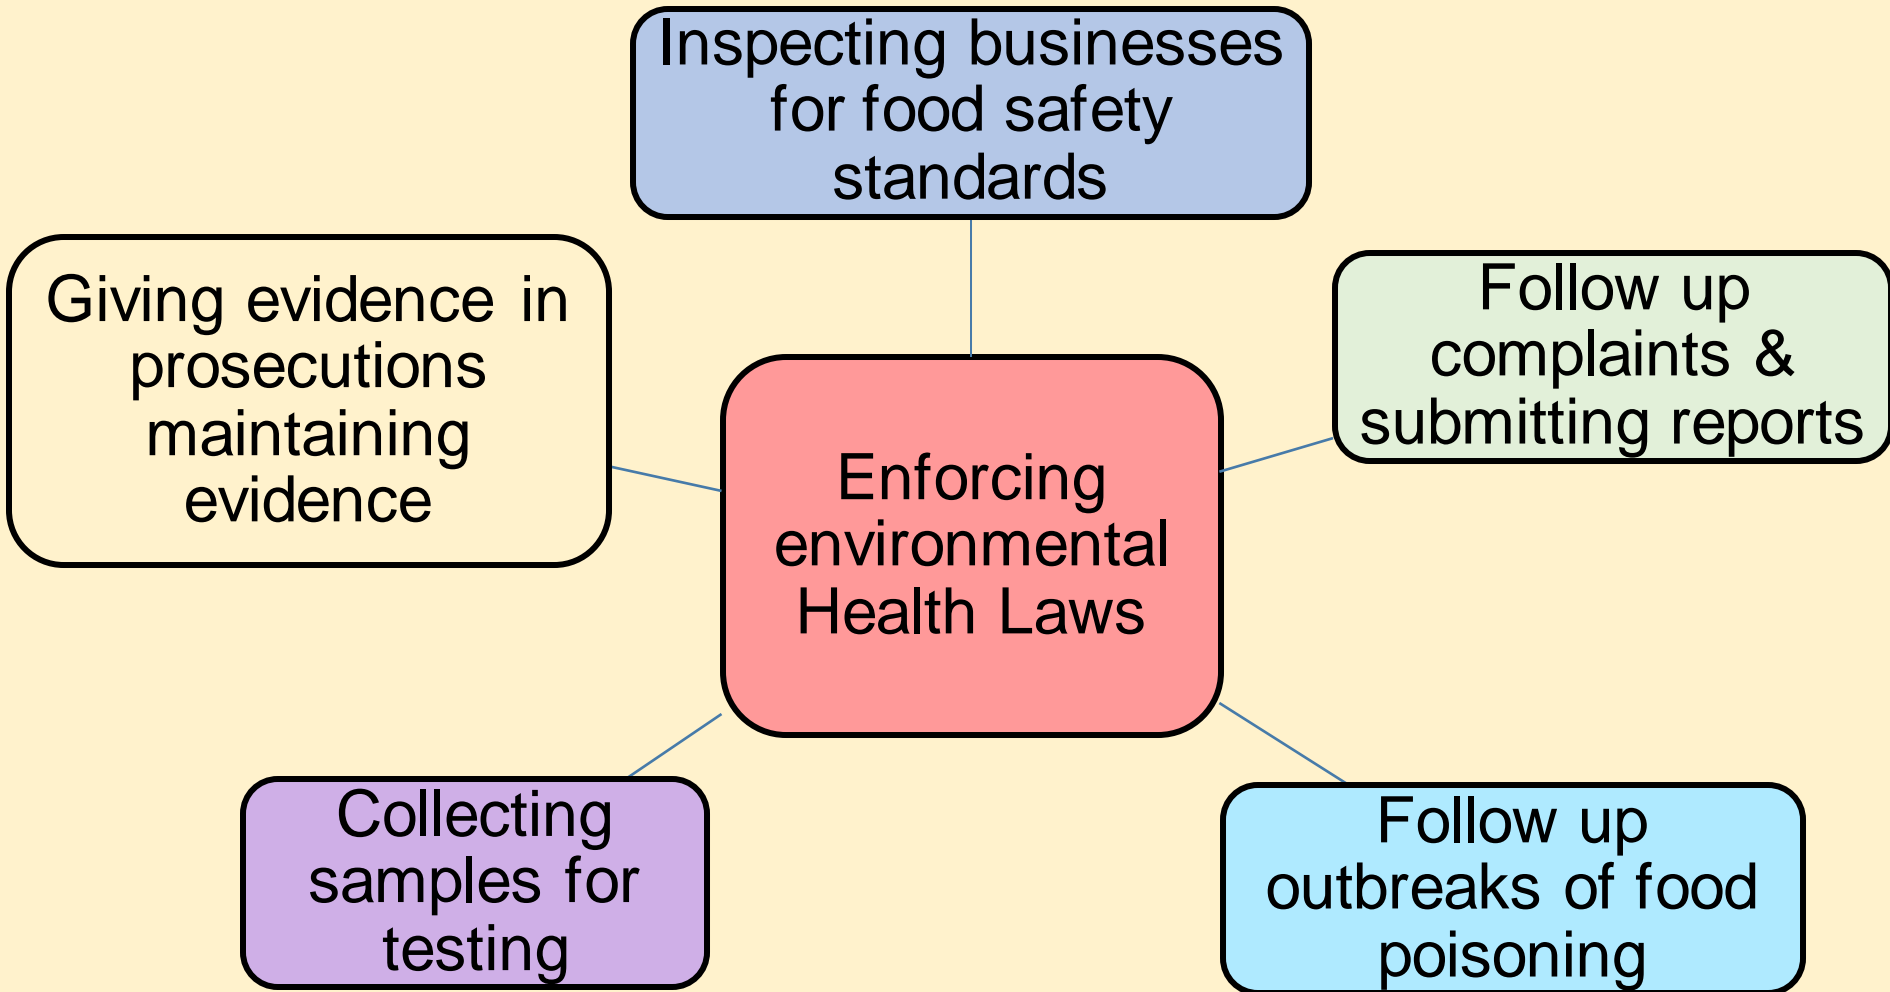 Inspecting businesses
for food safety
standards
Giving evidence in
prosecutions
maintaining
evidence
Follow up
complaints &
submitting reports
Enforcing
environmental
Health Laws
Collecting
samples for
testing
Follow up
outbreaks of food
poisoning